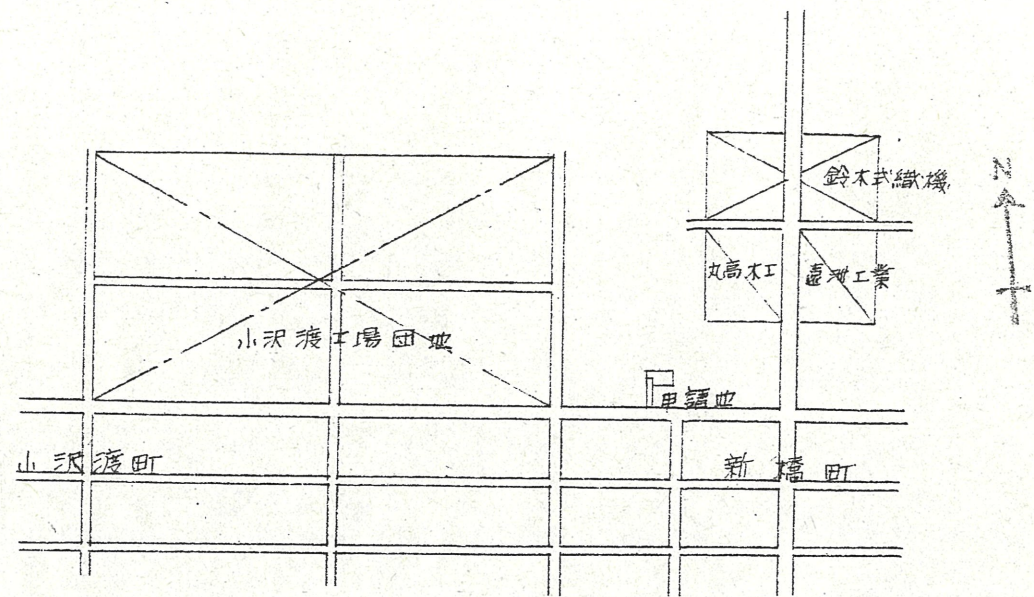 N
鈴木式織機
丸高木工
遠州工業
小沢渡工場団地
申請地
小沢渡町
新橋町